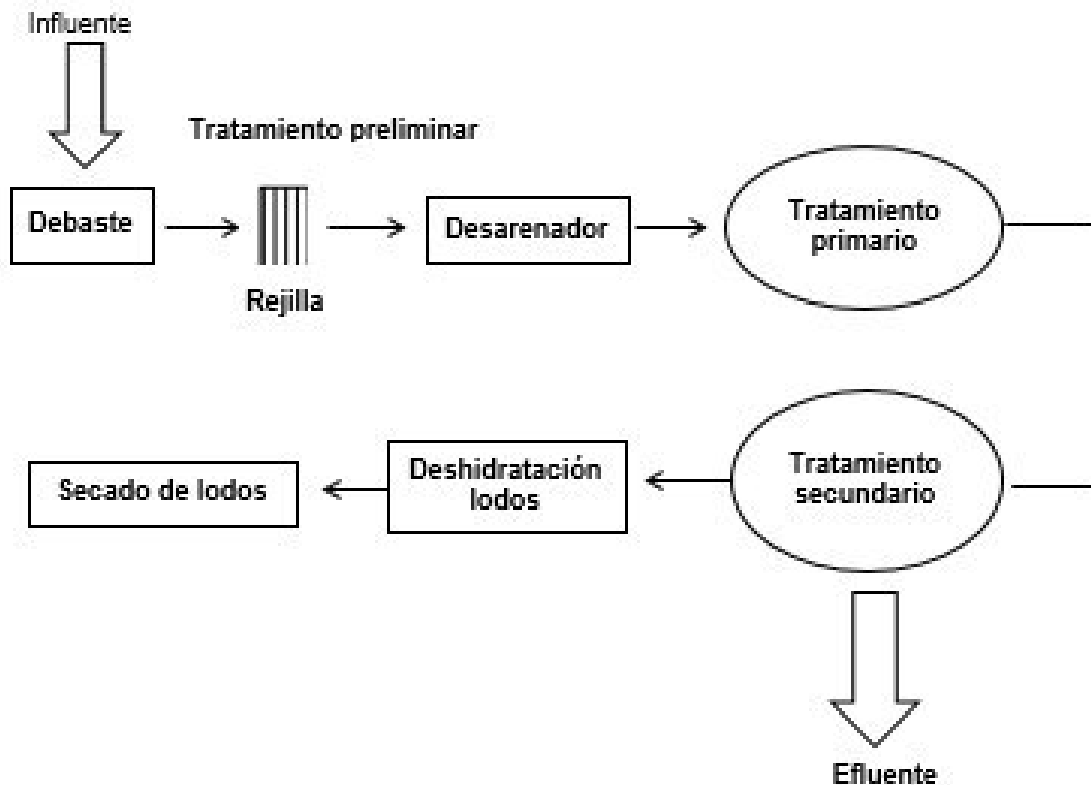 Influente
Tratamiento preliminar
Debaste
Rejilla
Desarenador
Tratamiento
primario
Secado de lodos
Deshidratación
lodos
Tratamiento
secundario
Efluente